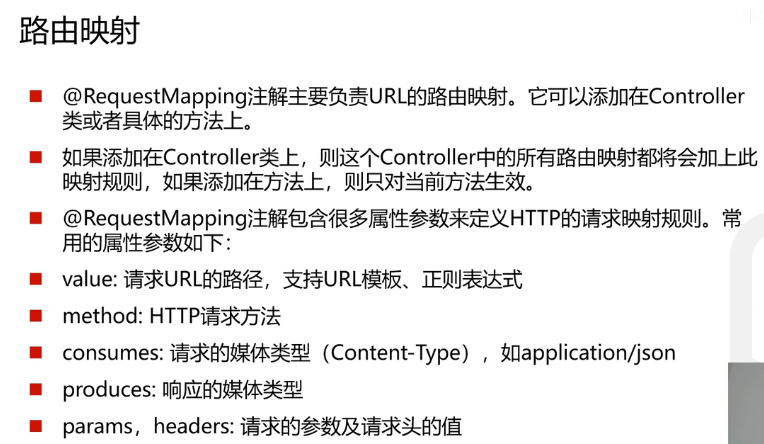 路由映射
@RequestMapping注解主要负责URL的路由映射。它可以添加在Controller
类或者具体的方法上。
如果添加在Controller类上，则这个Controller中的所有路由映射都将会加上此
映射规则，如果添加在方法上，则只对当前方法生效。
@RequestMapping注解包含很多属性参数来定义HTTP的请求映射规则。常
用的属性参数如下：
value: 请求URL的路径，支持URL模板、正则表达式
method: HTTP请求方法
consumes: 请求的媒体类型（Content-Type），如application/json
produces: 响应的媒体类型
params，headers: 请求的参数及请求头的值